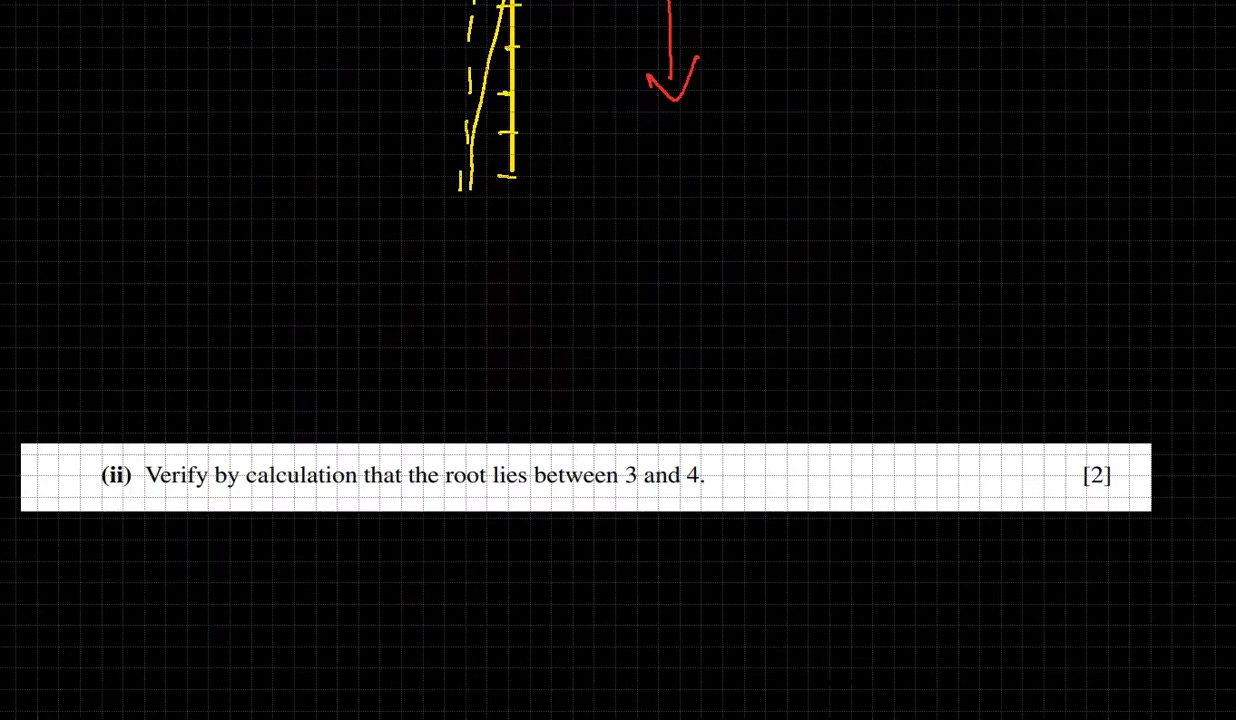 (ii) Verify by calculation that the root lies between 3 and 4. [2]